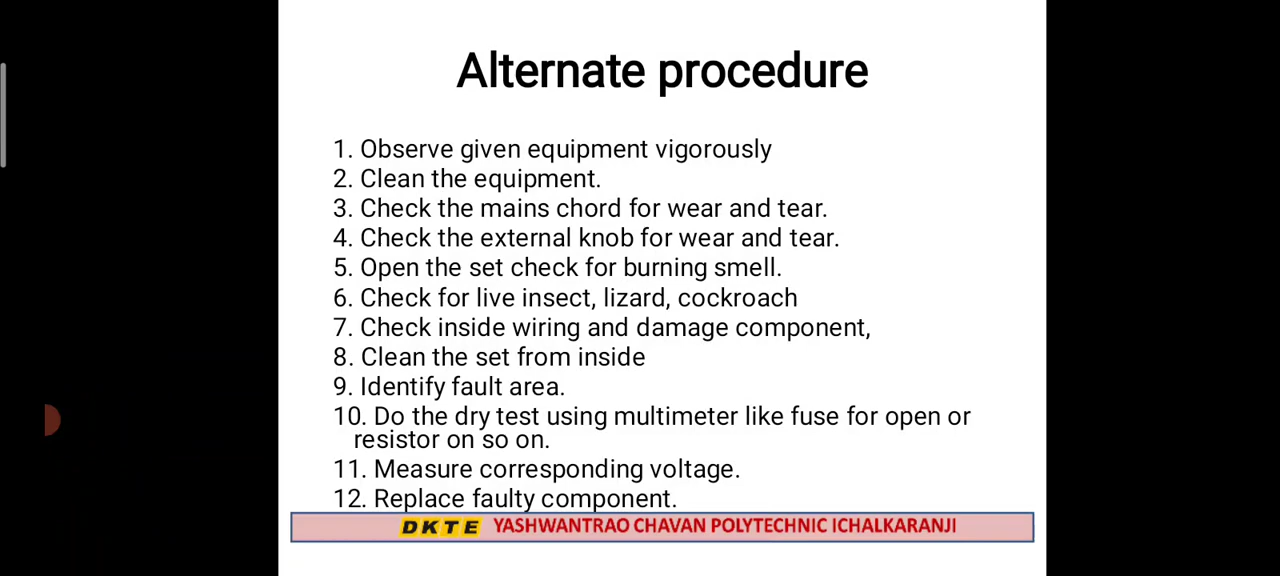 Alternate procedure
1. Observe given equipment vigorously
2. Clean the equipment.
3. Check the mains chord for wear and tear.
4. Check the external knob for wear and tear.
5. Open the set check for burning smell.
6. Check for live insect, lizard, cockroach
7. Check inside wiring and damage component,
8. Clean the set from inside
9. Identify fault area.
10. Do the dry test using multimeter like fuse for open or
resistor on so on.
11. Measure corresponding voltage.
12. Replace faulty component.
DKTE YASHWANTRAO CHAVAN POLYTECHNIC ICHALKARANJI